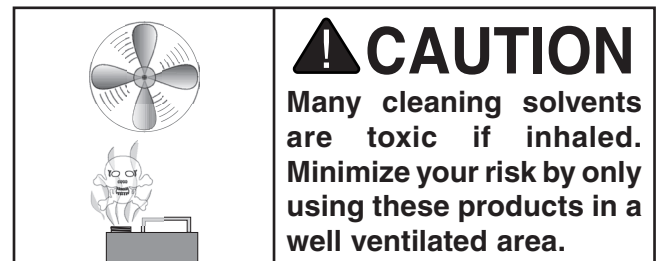 CAUTION
Many cleaning solvents
are toxic if inhaled.
Minimize your risk by only
using these products in a
well ventilated area.